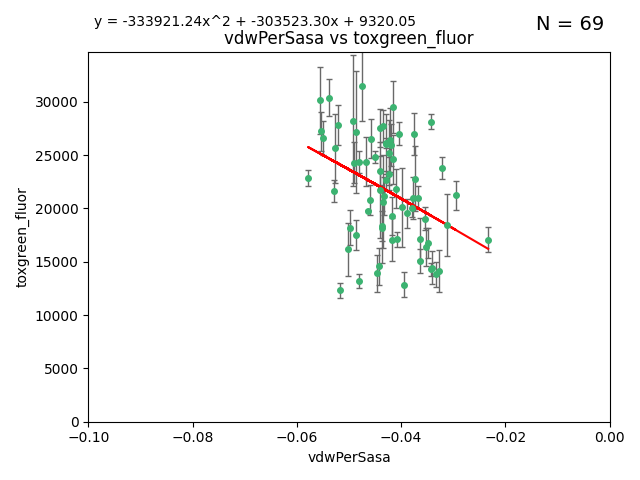 y = -333921.24x^2 + -303523.30x + 9320.05
N = 69
vdwPerSasa vs toxgreen_fluor
toxgreen_fluor
30000
25000
20000
15000
10000
5000
0
−0.10
−0.08
−0.06
−0.04
−0.02
0.00
vdwPerSasa